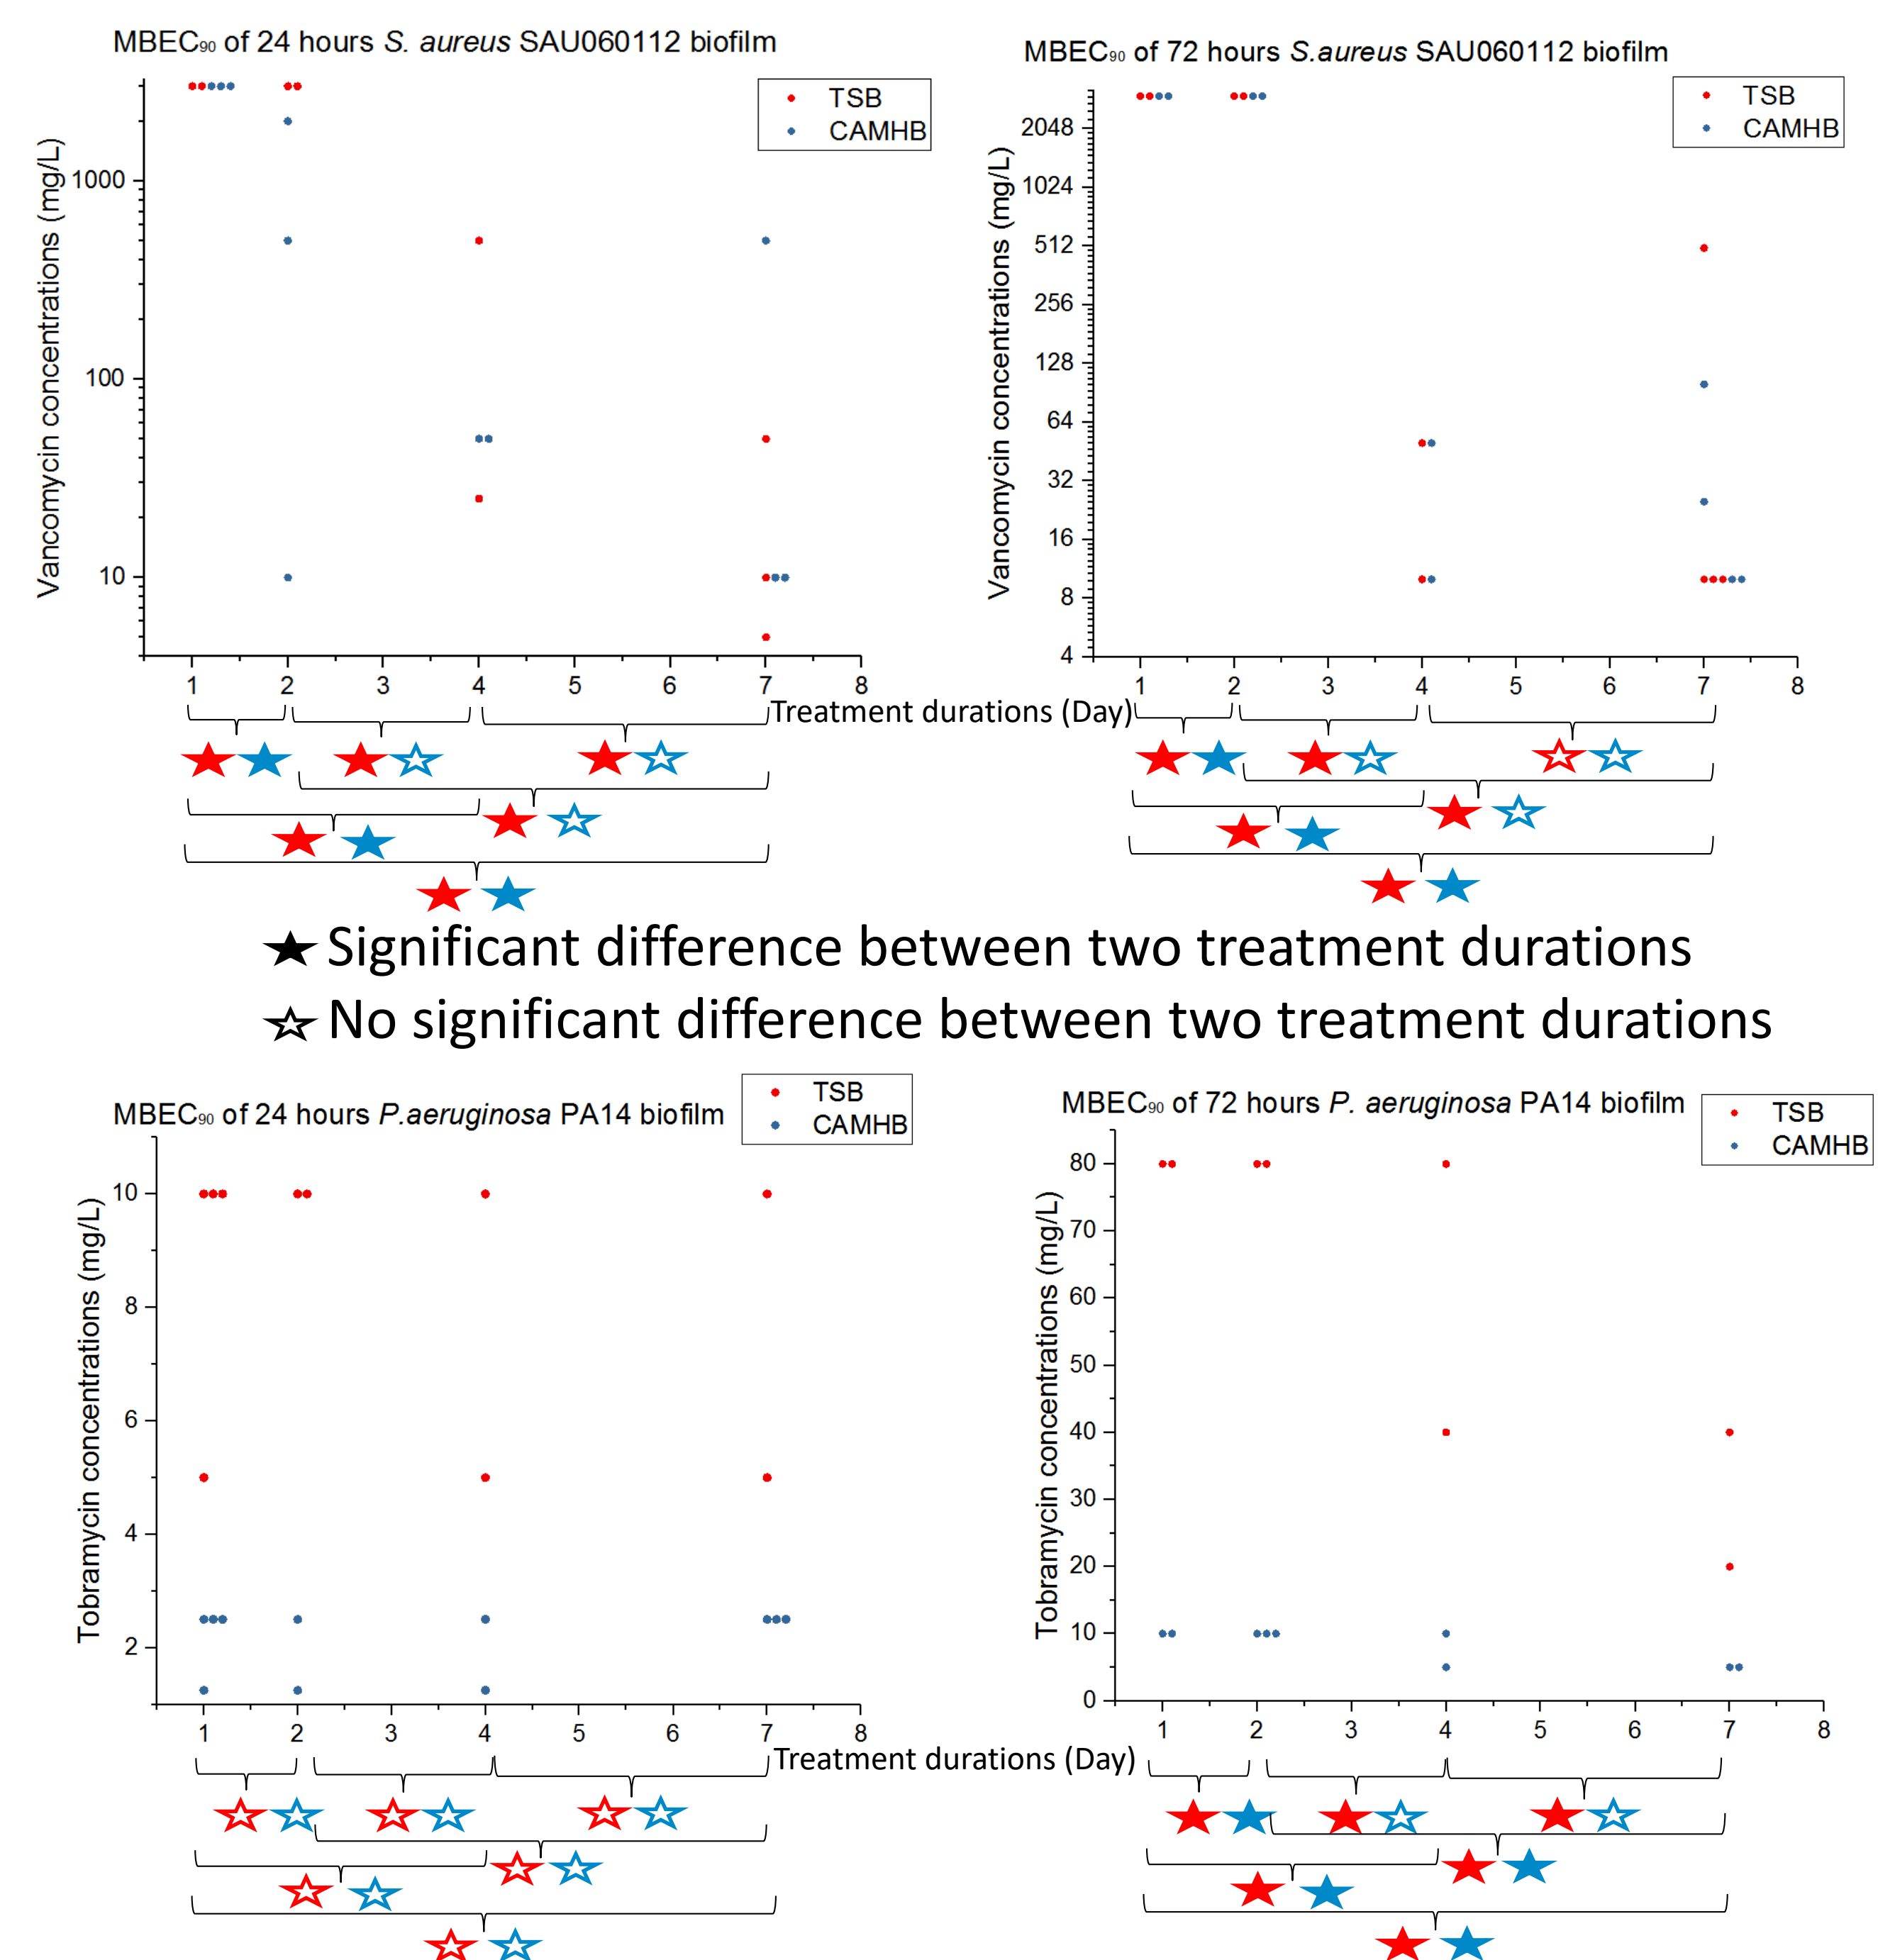 MBEC90 of 24 hours S. aureus SAU060112 biofilm
TSB
CAMHB
Vancomycin concentrations (mg/L)
1000
100
10
1 2 3 4 5 6 7 8
MBEC90 of 72 hours S.aureus SAU060112 biofilm
TSB
CAMHB
Vancomycin concentrations (mg/L)
2048
1024
512
256
128
64
32
16
8
4
1 2 3 4 5 6 7 8
Treatment durations (Day)
Significant difference between two treatment durations
No significant difference between two treatment durations
MBEC90 of 24 hours P.aeruginosa PA14 biofilm
TSB
CAMHB
Tobramycin concentrations (mg/L)
10
8
6
4
2
1 2 3 4 5 6 7 8
MBEC90 of 72 hours P. aeruginosa PA14 biofilm
TSB
CAMHB
Tobramycin concentrations (mg/L)
80
70
60
50
40
30
20
10
0
1 2 3 4 5 6 7 8
Treatment durations (Day)